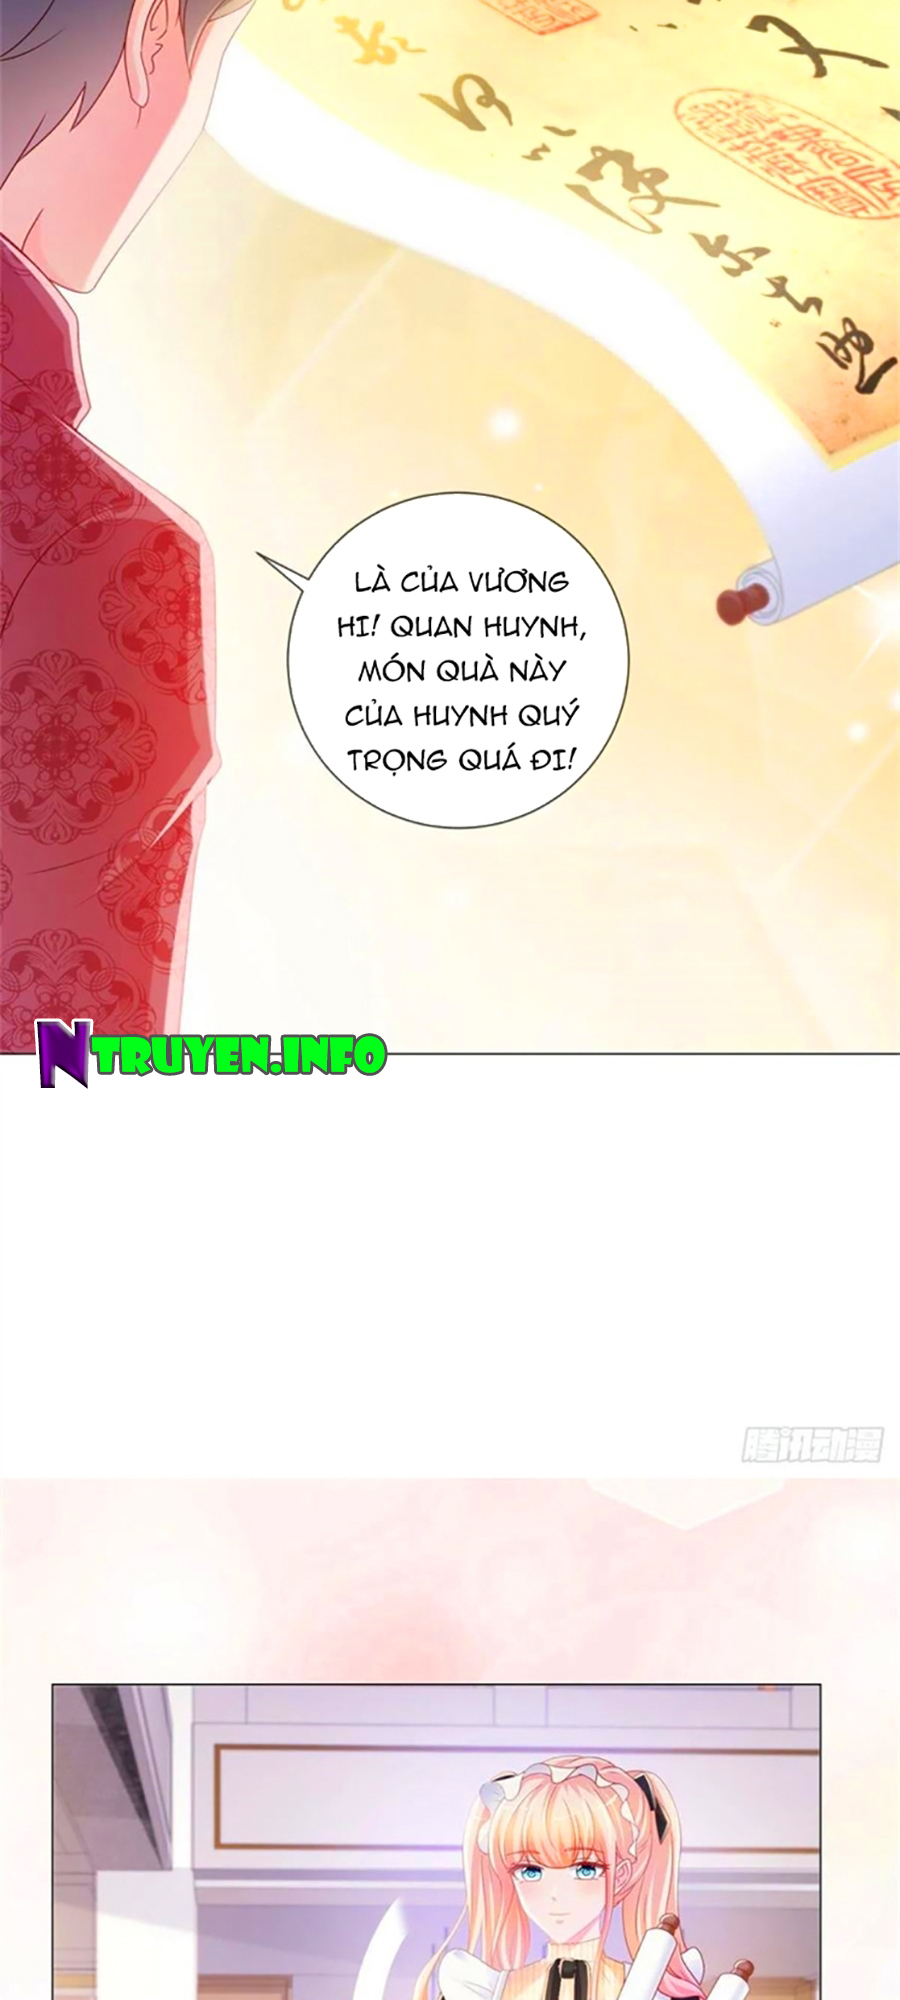 LÀ CỦA VƯƠNG
HI! QUAN HUYNH,
MÓN QUÀ NÀY
CỦA HUYNH QUÝ
TRỌNG QUÁ ĐI!
NTRUYEN.INFO
腾讯动漫